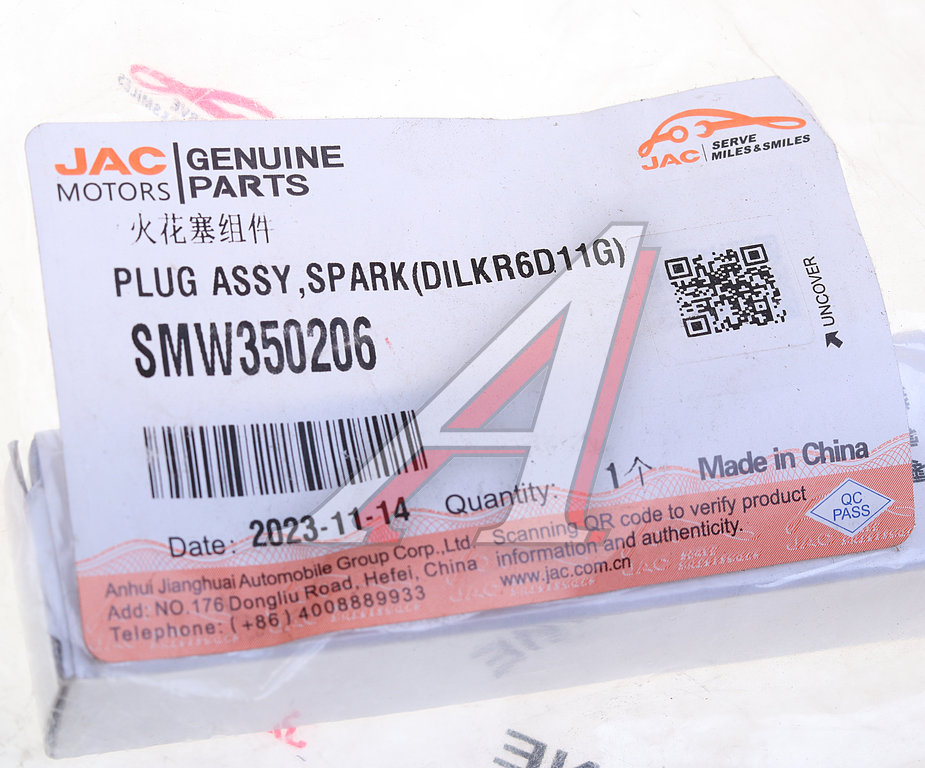 JAC MOTORS GENUINE PARTS
JAC SERVE MILES&SMILES
火花塞组件
PLUG ASSY,SPARK(DILKR6D11G)
SMW350206
UNCOVER
Date: 2023-11-14
Quantity: 1个
Made in China
QC PASS
Scanning QR code to verify product
information and authenticity.
www.jac.com.cn
Anhui Jianghuai Automobile Group Corp.,Ltd
Add: NO.176 Dongliu Road, Hefei, China
Telephone: (+86)4008889933